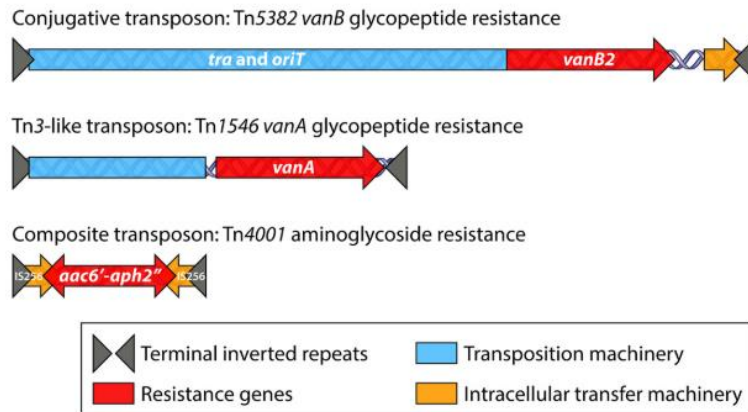 Conjugative transposon: Tn5382 vanB glycopeptide resistance
tra and oriT vanB2
Tn3-like transposon: Tn1546 vanA glycopeptide resistance
vanA
Composite transposon: Tn4001 aminoglycoside resistance
IS256 aac6'-aph2" IS256
Terminal inverted repeats Transposition machinery
Resistance genes Intracellular transfer machinery